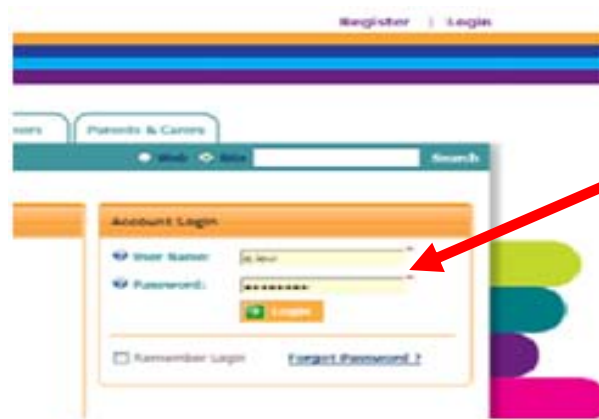 Register | Login
Parents & Carers
Web Site Search
Account Login
User Name:
Password: ••••••••
Login
Remember Login Forgot Password ?